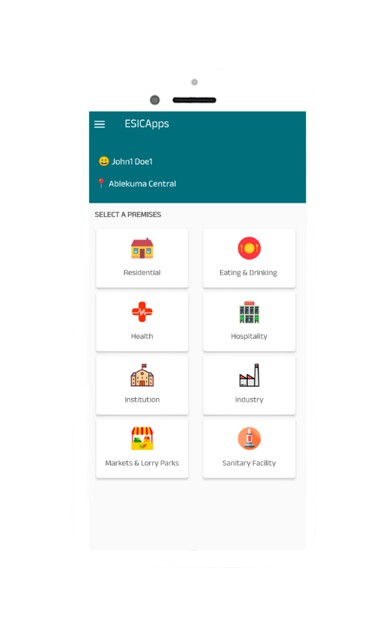 ESICApps
John1 Doe1
Ablekuma Central
SELECT A PREMISES
Residential
Eating & Drinking
Health
Hospitality
Institution
Industry
Markets & Lorry Parks
Sanitary Facility